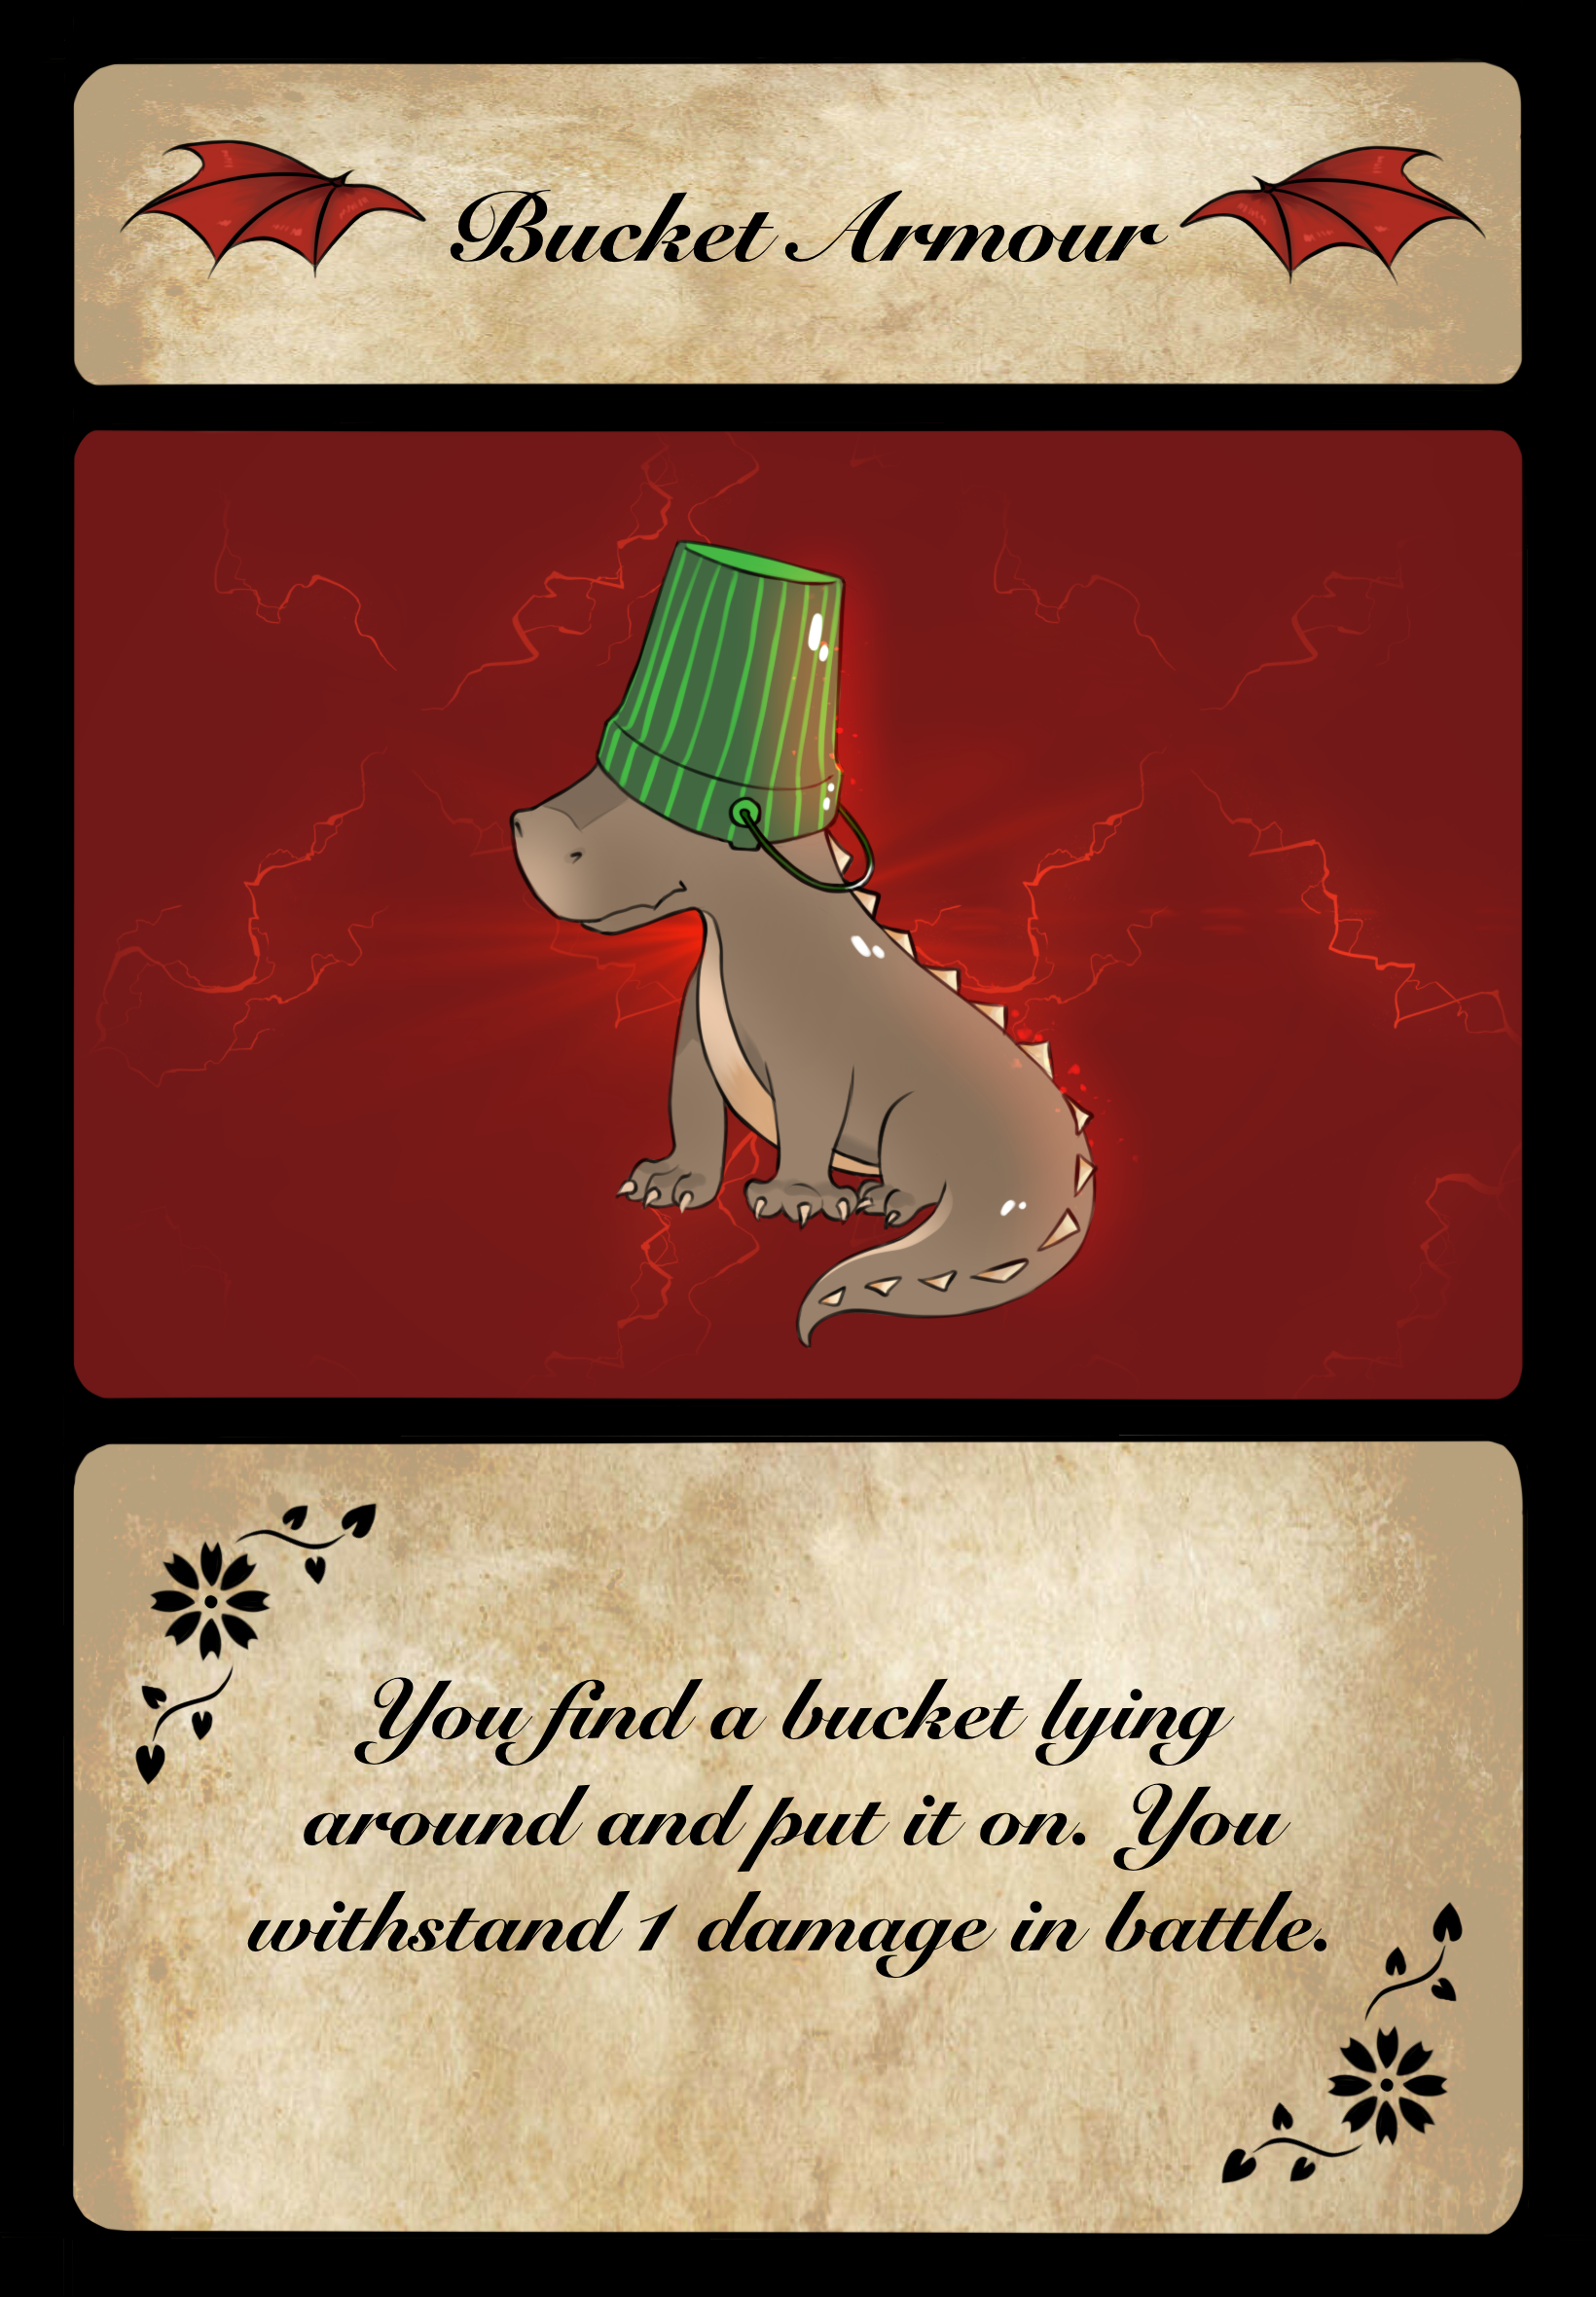 Bucket Armour
You find a bucket lying
around and put it on. You
withstand 1 damage in battle.